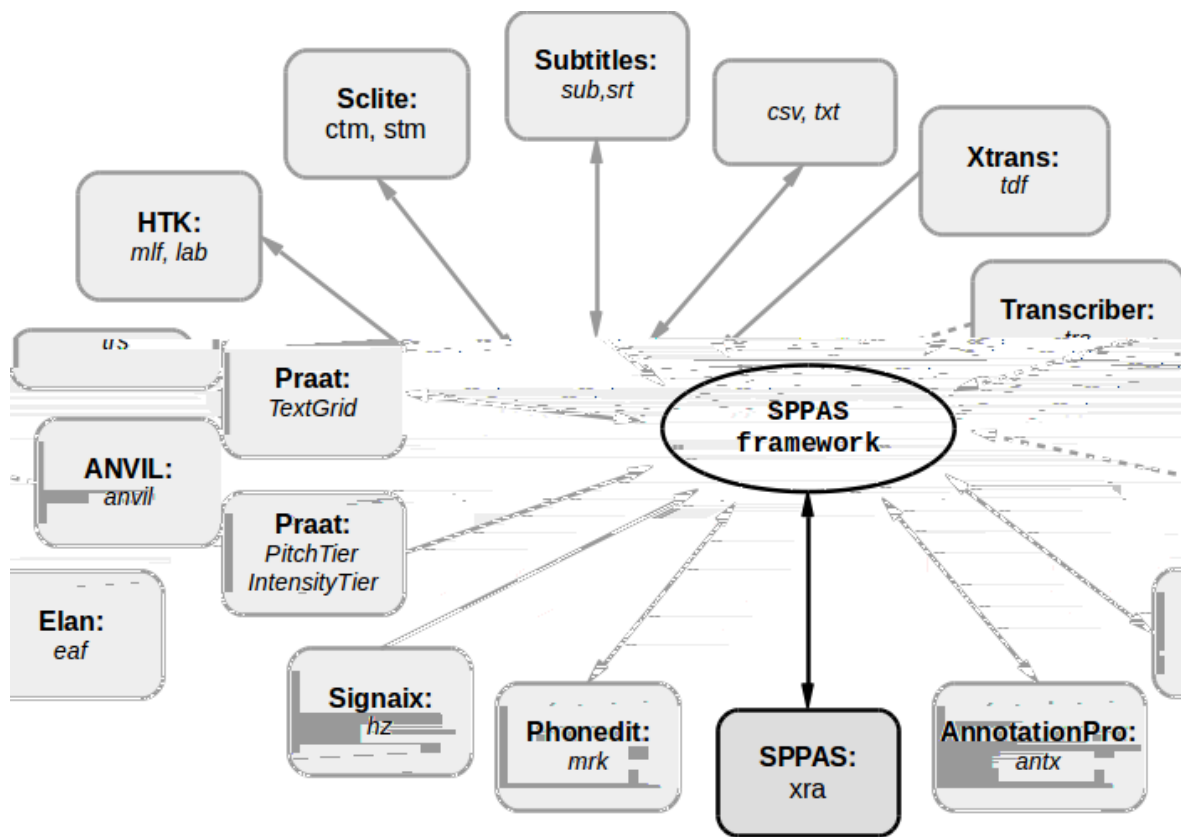 Subtitles:
sub,srt
Sclite:
ctm, stm
csv, txt
Xtrans:
tdf
HTK:
mlf, lab
Transcriber:
Praat:
TextGrid
SPPAS
framework
ANVIL:
anvil
Praat:
PitchTier
IntensityTier
Elan:
eaf
Signaix:
hz
Phonedit:
mrk
SPPAS:
xra
AnnotationPro:
antx